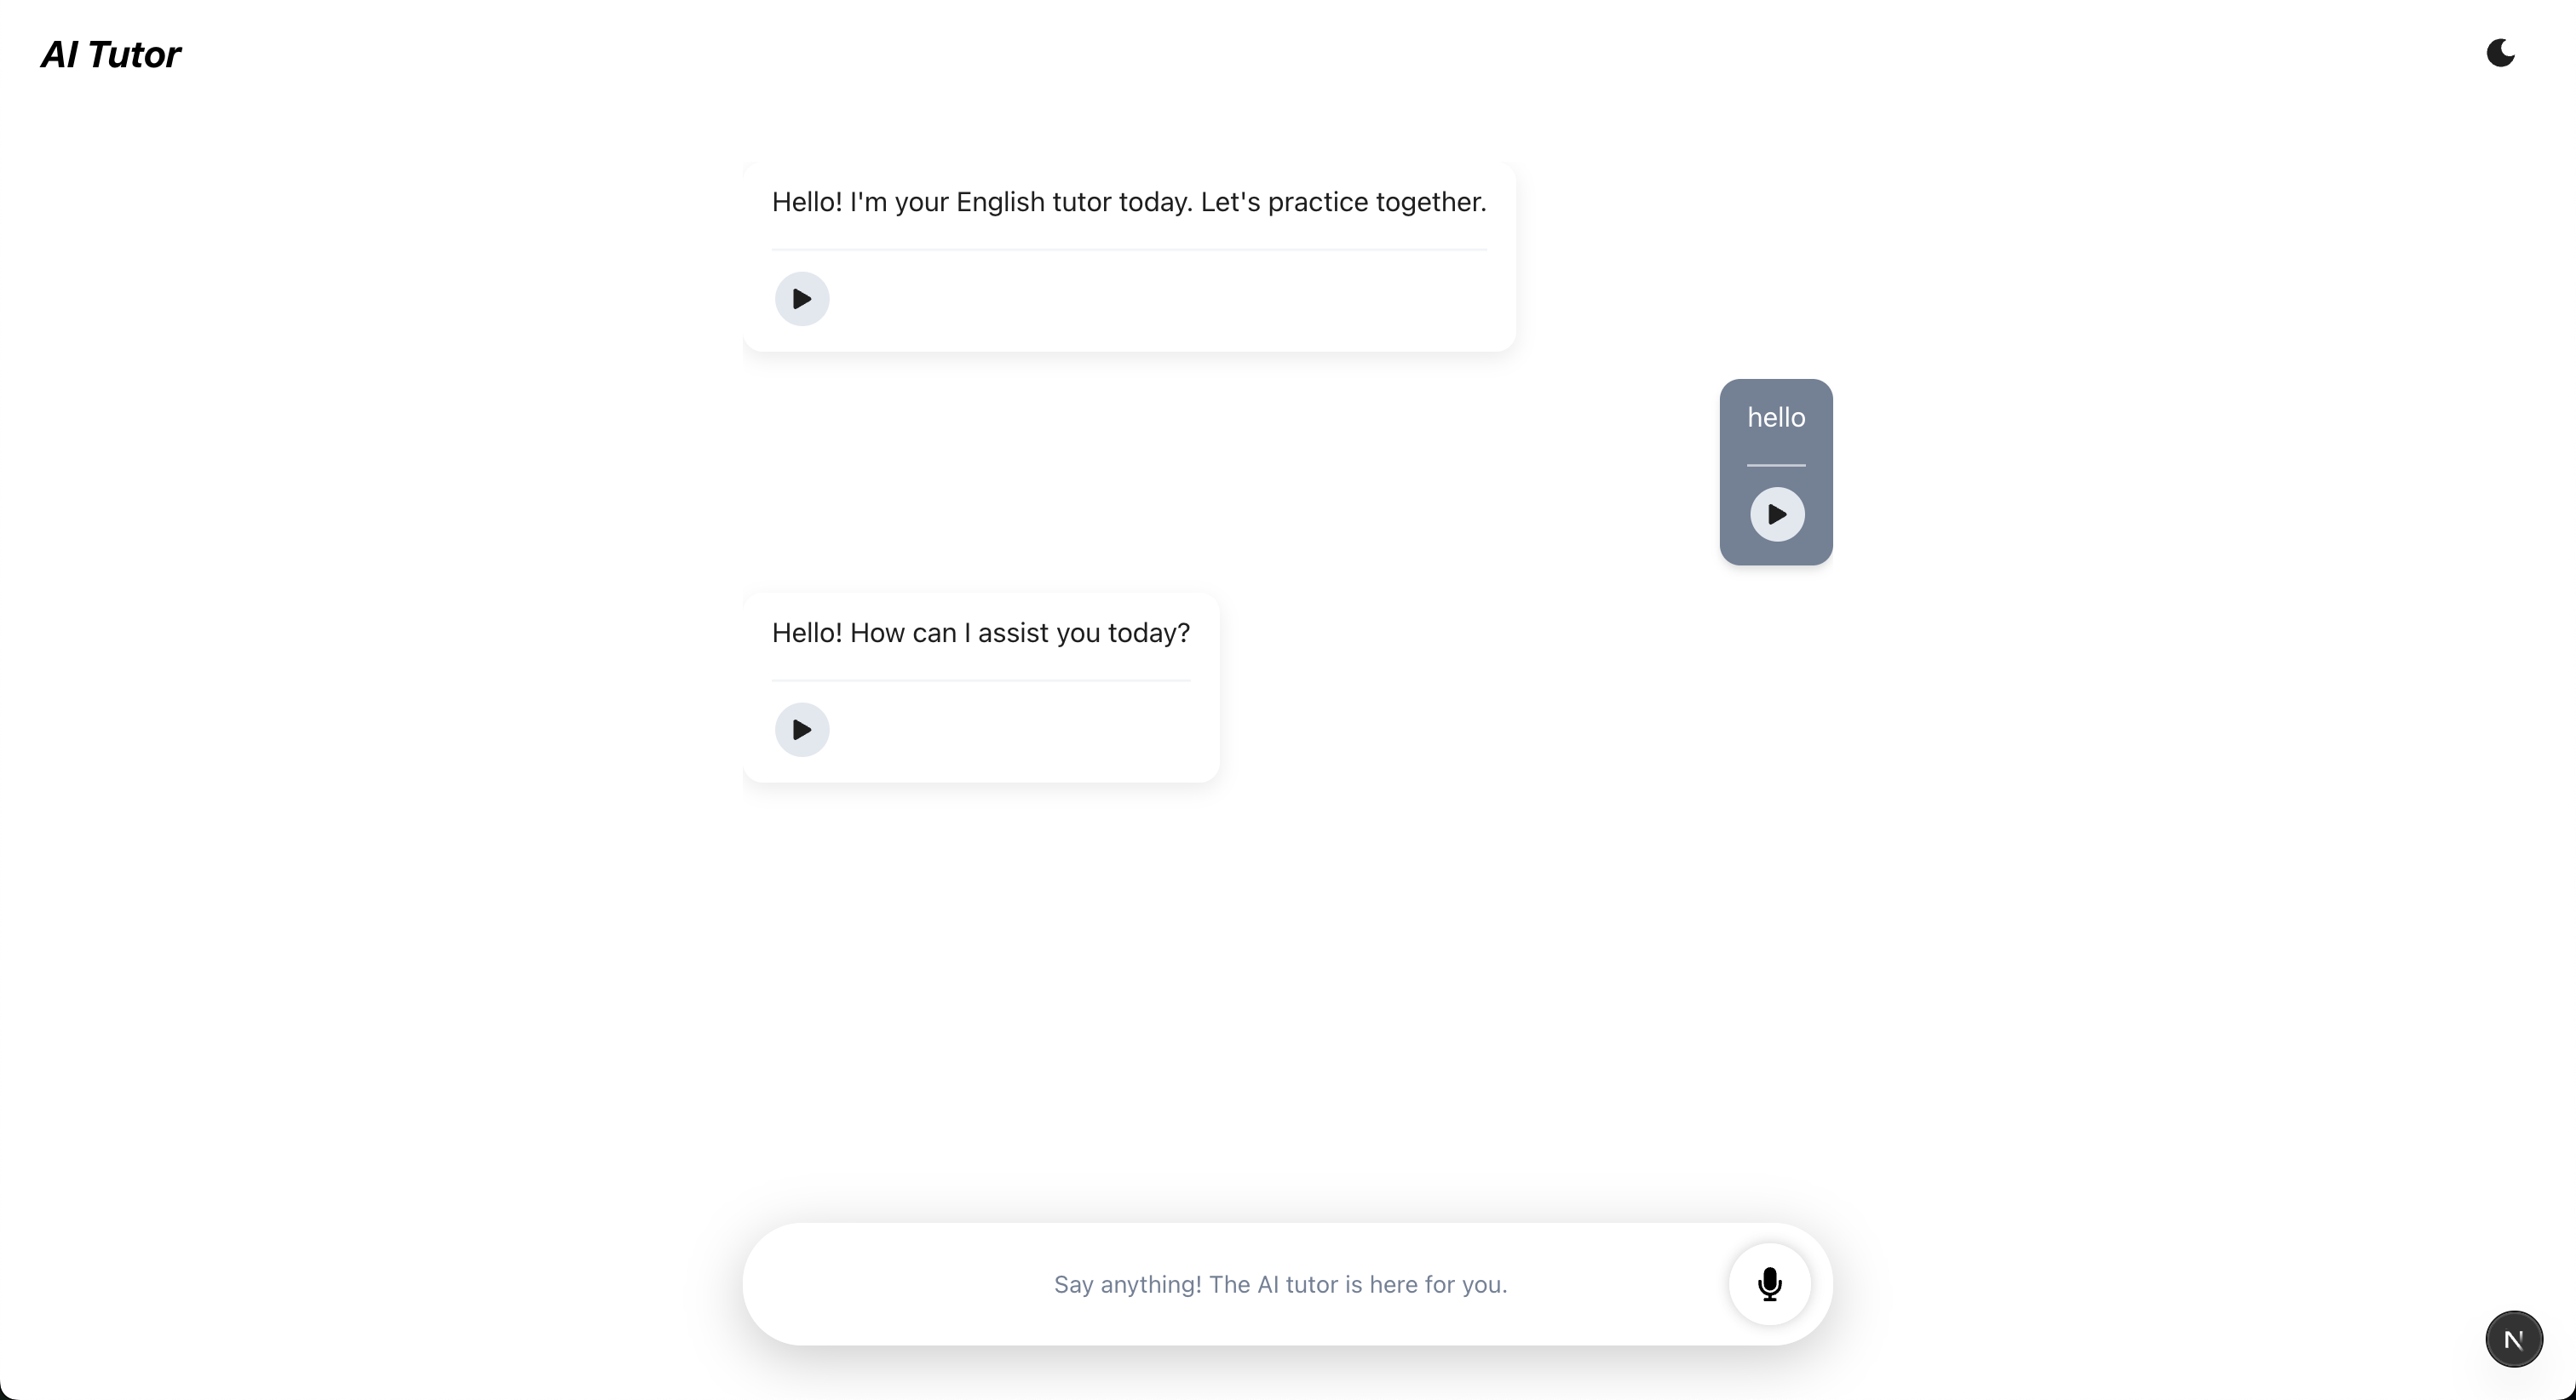 AI Tutor
Hello! I'm your English tutor today. Let's practice together.
hello
Hello! How can I assist you today?
Say anything! The AI tutor is here for you.
N